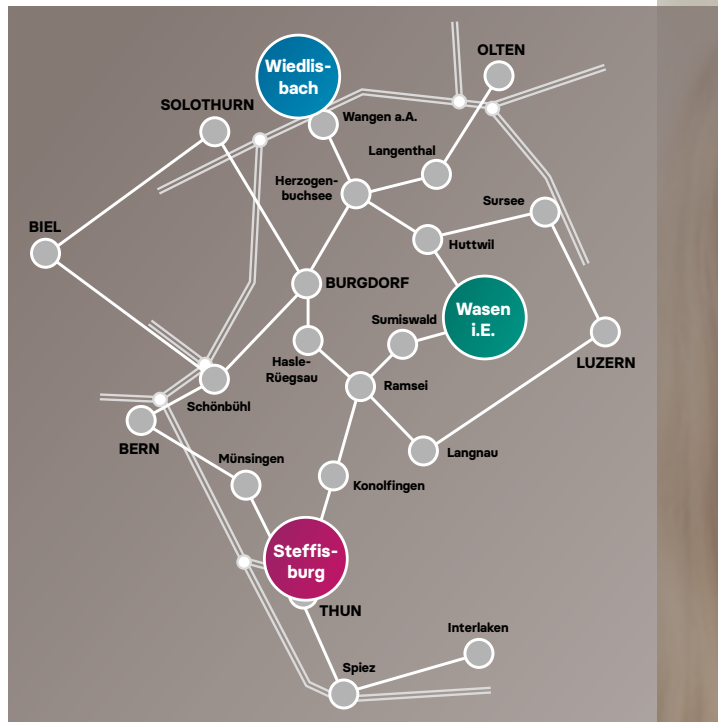 OLTEN
Wiedlis-
bach
SOLOTHURN
Wangen a.A.
Langenthal
Herzogen-
buchsee
Sursee
BIEL
Huttwil
BURGDORF
Wasen
i.E.
Sumiswald
Hasle-
Rüegsau
LUZERN
Ramsei
Schönbühl
BERN
Münsingen
Langnau
Konolfingen
Steffis-
burg
THUN
Interlaken
Spiez